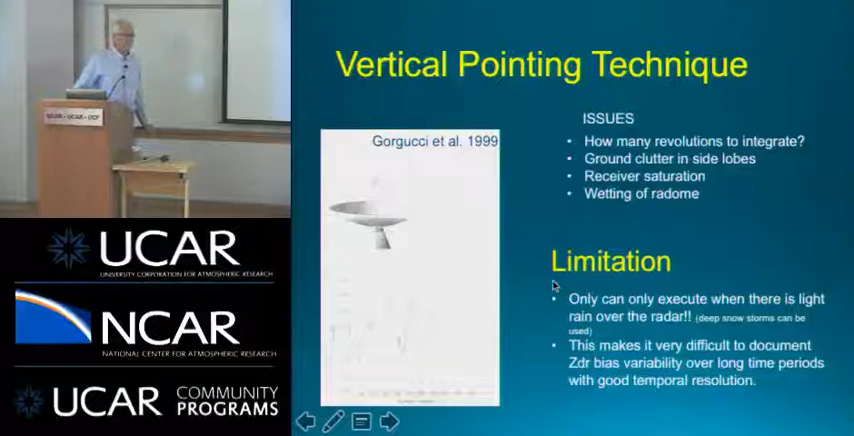 Vertical Pointing Technique
Gorgucci et al. 1999
ISSUES
• How many revolutions to integrate?
• Ground clutter in side lobes
• Receiver saturation
• Wetting of radome
Limitation
• Only can only execute when there is light
rain over the radar!! (deep snow storms can be
used)
• This makes it very difficult to document
Zdr bias variability over long time periods
with good temporal resolution.
UCAR
UNIVERSITY CORPORATION FOR ATMOSPHERIC RESEARCH
NCAR
NATIONAL CENTER FOR ATMOSPHERIC RESEARCH
UCAR COMMUNITY
PROGRAMS